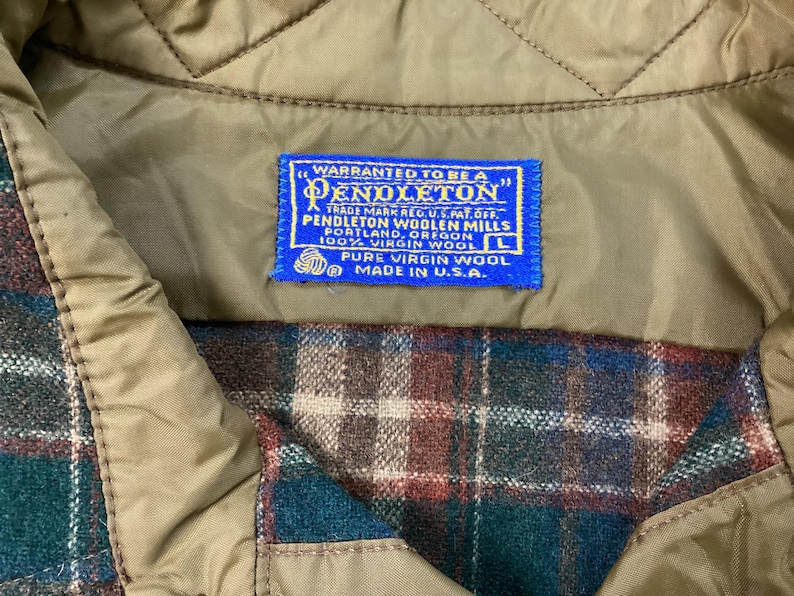 WARRANTED TO BE A
"PENDLETON"
TRADE MARK REG. U.S. PAT. OFF.
PENDLETON WOOLEN MILLS
PORTLAND, OREGON
100% VIRGIN WOOL L
® PURE VIRGIN WOOL
MADE IN U.S.A.